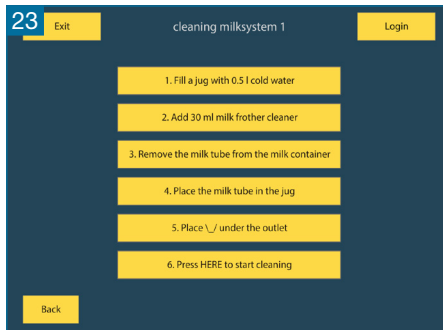 23
Exit
cleaning milksystem 1
Login
1. Fill a jug with 0.5 l cold water
2. Add 30 ml milk frother cleaner
3. Remove the milk tube from the milk container
4. Place the milk tube in the jug
5. Place \_/ under the outlet
6. Press HERE to start cleaning
Back